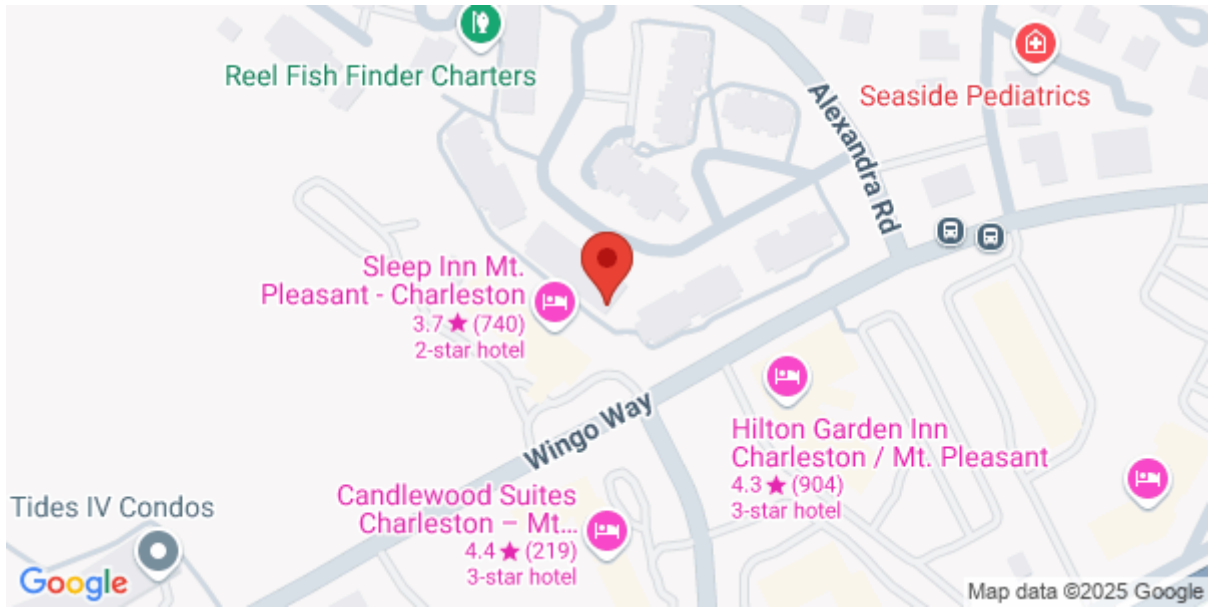 Reel Fish Finder Charters
Seaside Pediatrics
Alexandra Rd
Sleep Inn Mt.
Pleasant - Charleston
3.7 ★ (740)
2-star hotel
Wingo Way
Hilton Garden Inn
Charleston / Mt. Pleasant
4.3 ★ (904)
3-star hotel
Candlewood Suites
Charleston – Mt...
4.4 ★ (219)
3-star hotel
Tides IV Condos
Google
Map data ©2025 Google